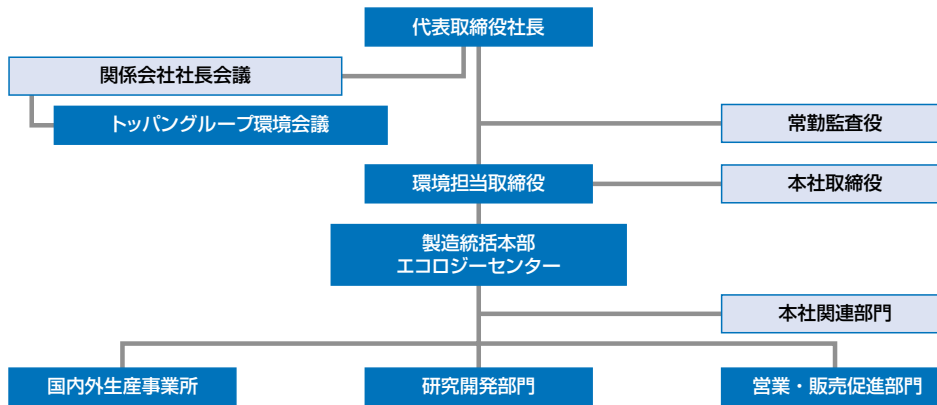 代表取締役社長
関係会社社長会議
トッパングループ環境会議
常勤監査役
環境担当取締役
本社取締役
製造統括本部
エコロジーセンター
本社関連部門
国内外生産事業所
研究開発部門
営業・販売促進部門